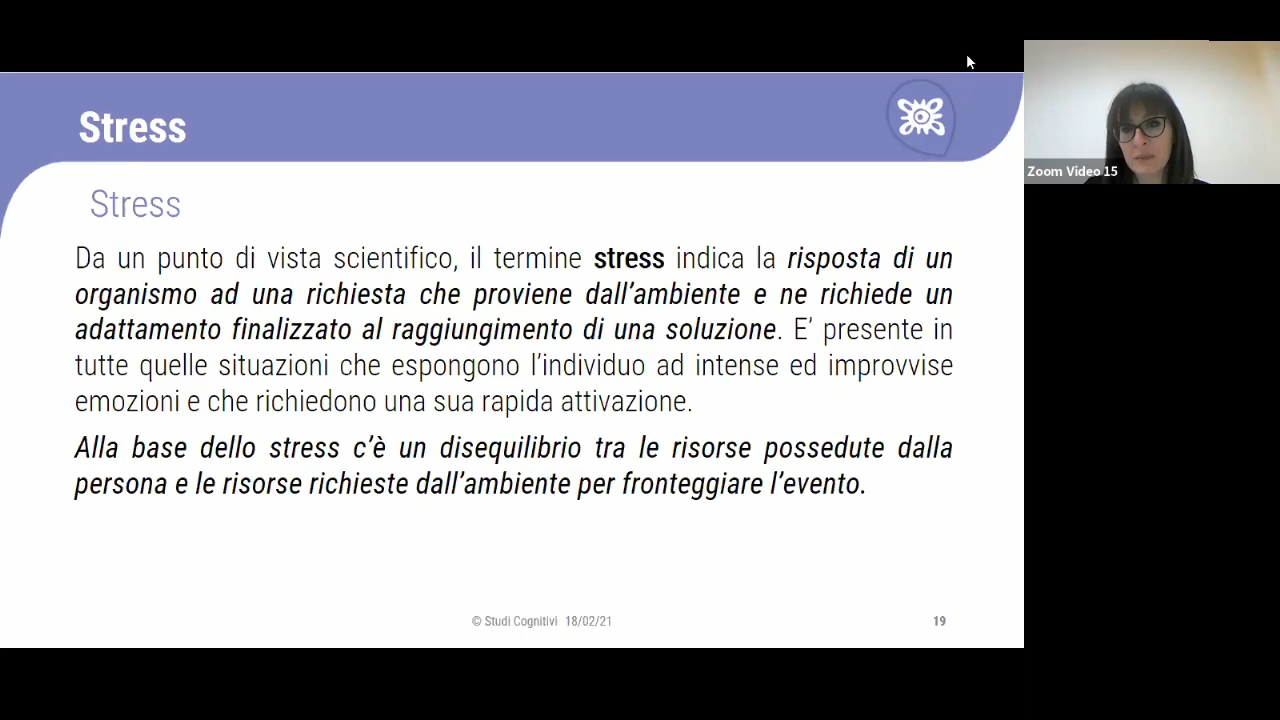 Stress
Zoom Video 15
Stress
Da un punto di vista scientifico, il termine stress indica la risposta di un
organismo ad una richiesta che proviene dall’ambiente e ne richiede un
adattamento finalizzato al raggiungimento di una soluzione. E’ presente in
tutte quelle situazioni che espongono l’individuo ad intense ed improvvise
emozioni e che richiedono una sua rapida attivazione.
Alla base dello stress c’è un disequilibrio tra le risorse possedute dalla
persona e le risorse richieste dall’ambiente per fronteggiare l’evento.
© Studi Cognitivi 18/02/21
19